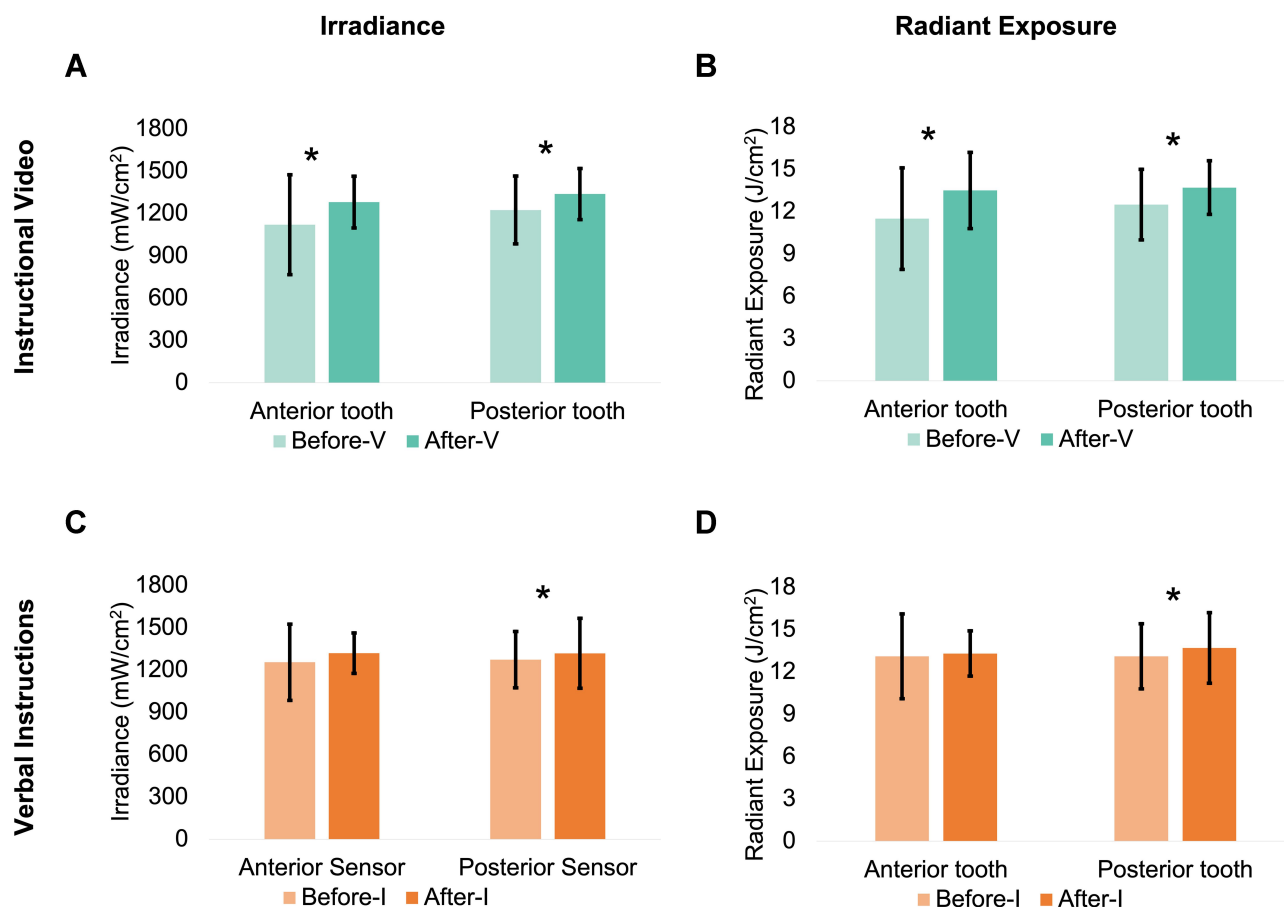 Irradiance
Radiant Exposure
Instructional Video
A
Irradiance (mW/cm²)
1800
1500
1200
900
600
300
0
*
*
Anterior tooth
Posterior tooth
Before-V After-V
B
Radiant Exposure (J/cm²)
18
15
12
9
6
3
0
*
*
Anterior tooth
Posterior tooth
Before-V After-V
Verbal Instructions
C
Irradiance (mW/cm²)
1800
1500
1200
900
600
300
0
*
Anterior Sensor
Posterior Sensor
Before-I After-I
D
Radiant Exposure (J/cm²)
18
15
12
9
6
3
0
*
Anterior tooth
Posterior tooth
Before-I After-I